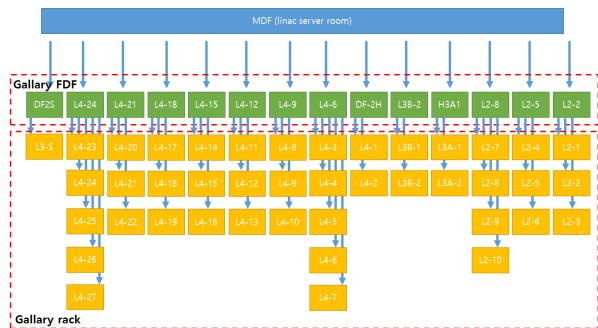 MDF (linac server room)
Gallary FDF
DF2S L4-24 L4-21 L4-18 L4-15 L4-12 L4-9 L4-6 DF-2H L3B-2 H3A1 L2-8 L2-5 L2-2
L3-S L4-23 L4-20 L4-17 L4-14 L4-11 L4-8 L4-3 L4-1 L3B-1 L3A-1 L2-7 L2-4 L2-1
L4-24 L4-21 L4-18 L4-15 L4-12 L4-9 L4-4 L4-2 L3B-2 L3A-2 L2-8 L2-5 L2-2
L4-25 L4-22 L4-19 L4-16 L4-13 L4-10 L4-5 L2-9 L2-6 L2-3
L4-26 L4-6 L2-10
L4-27 L4-7
Gallary rack